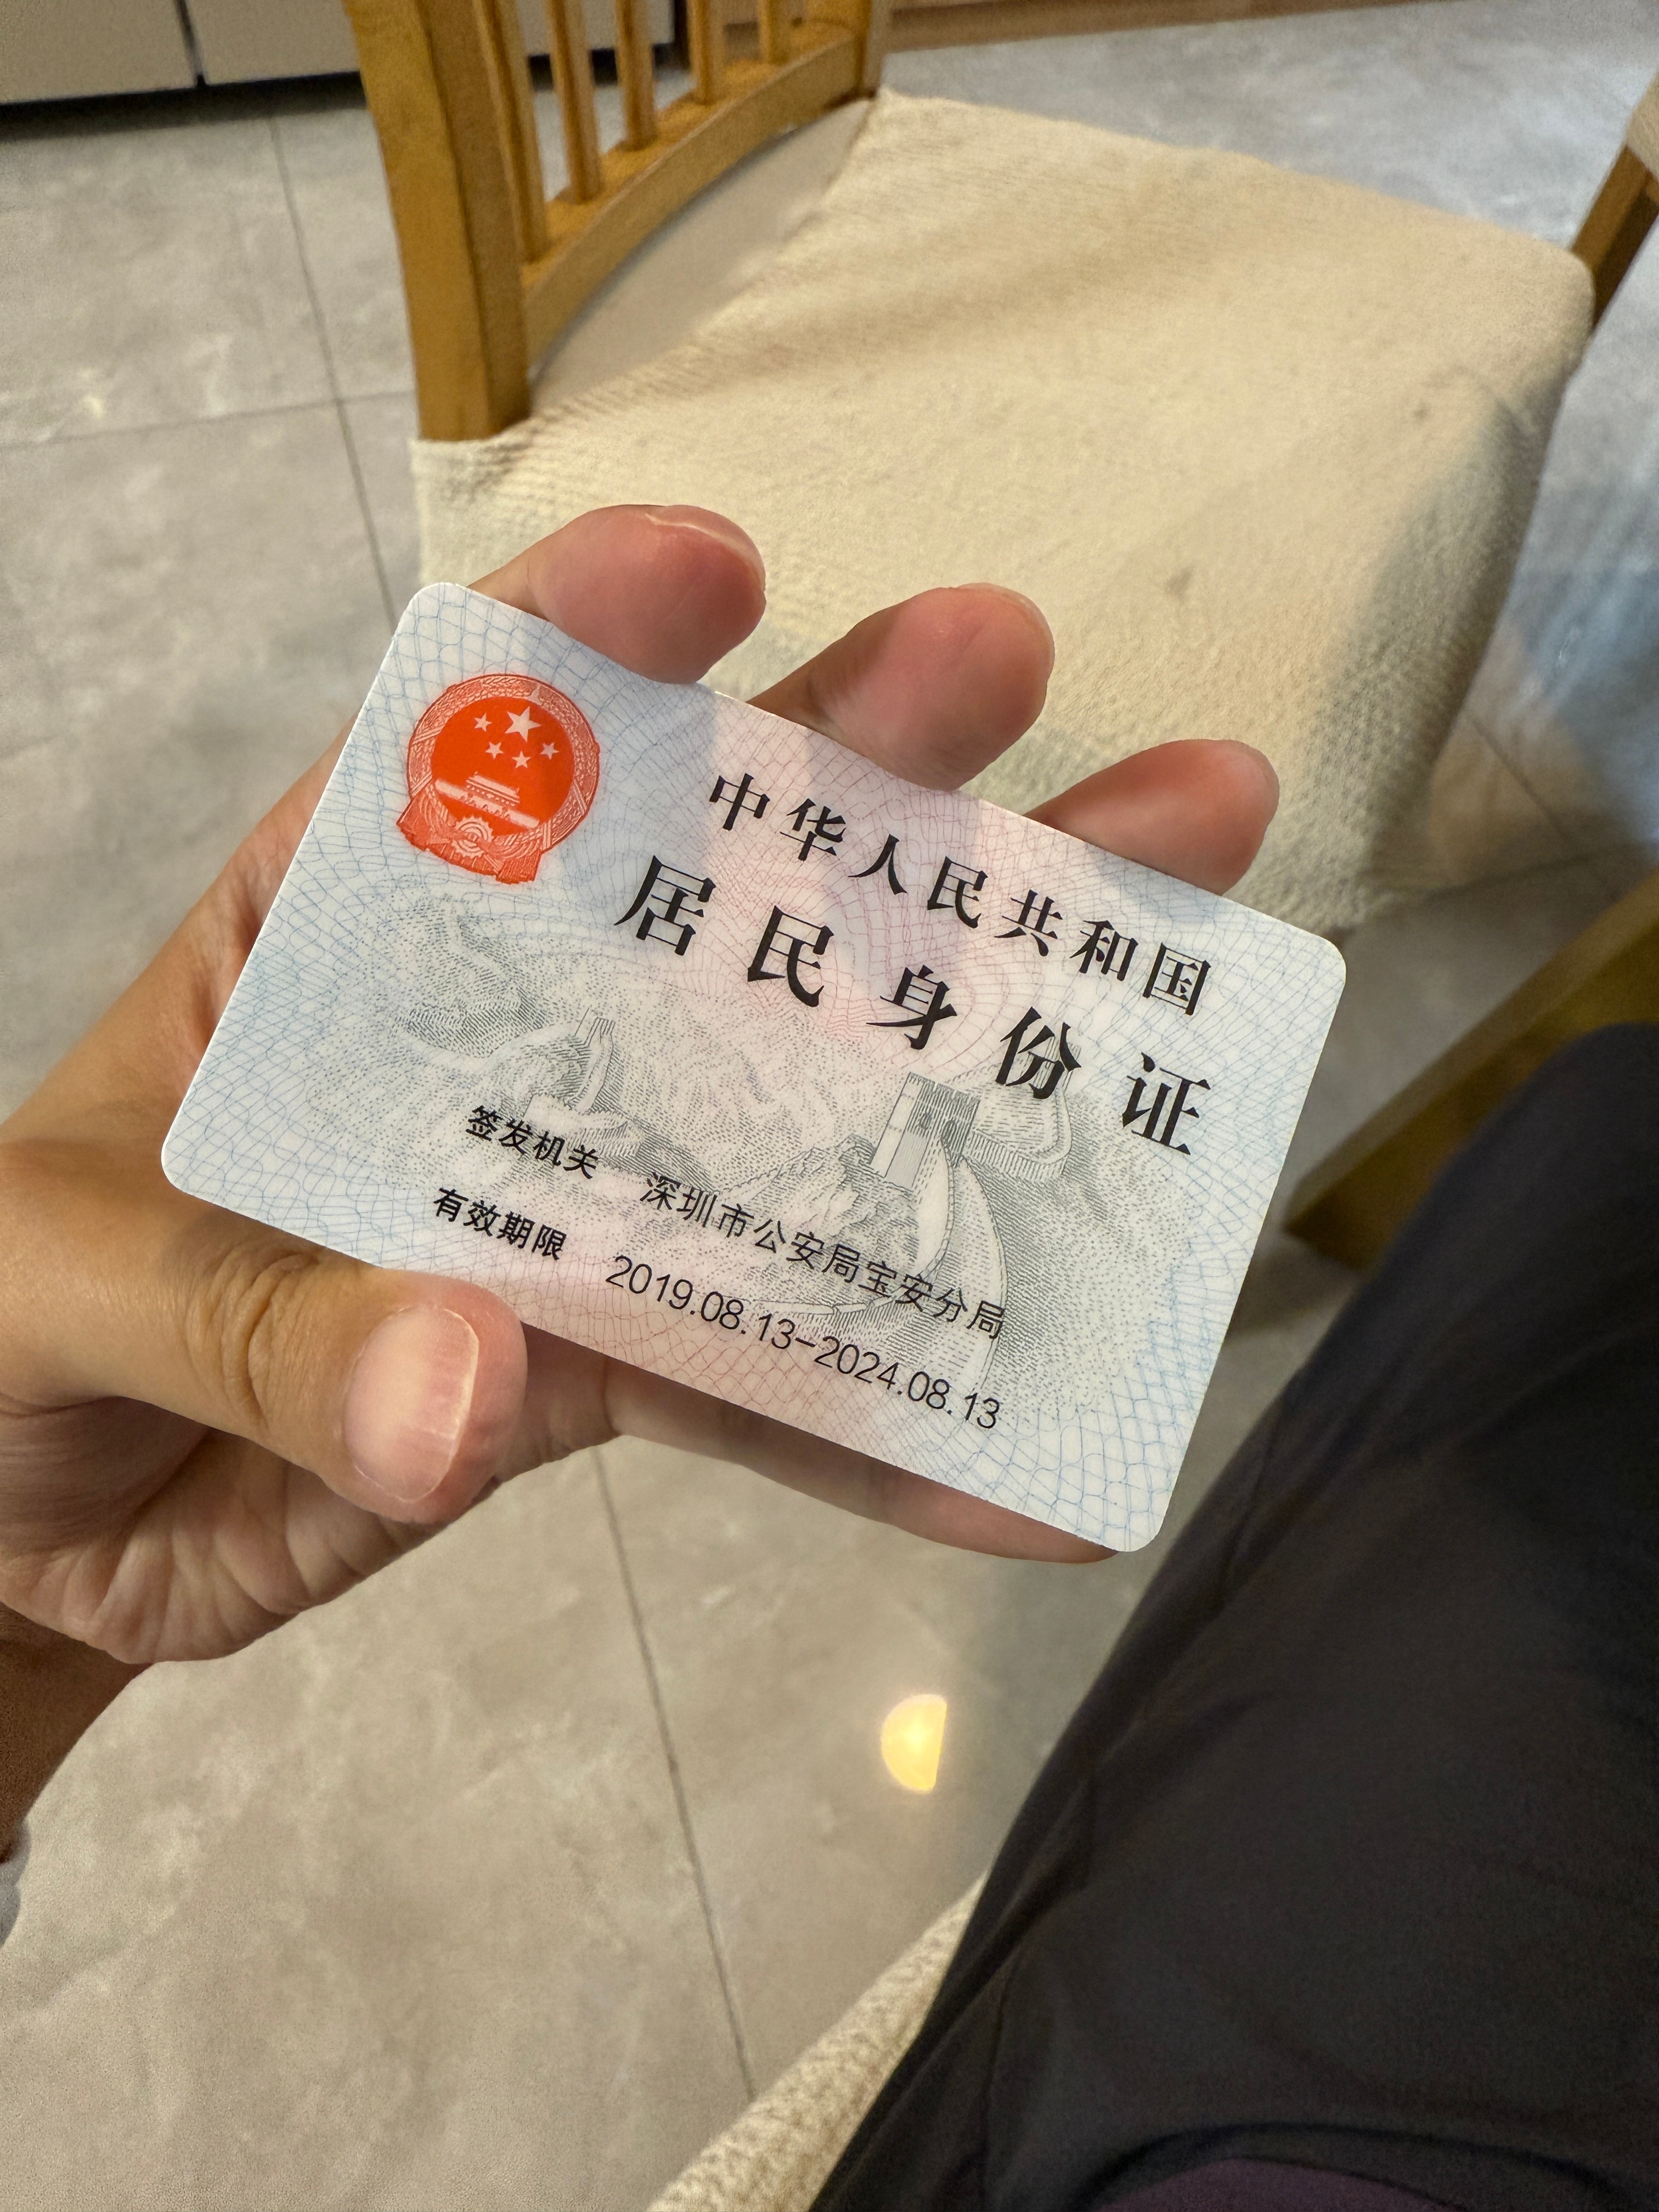 中华人民共和国
居民身份证
签发机关 深圳市公安局宝安分局
有效期限 2019.08.13-2024.08.13